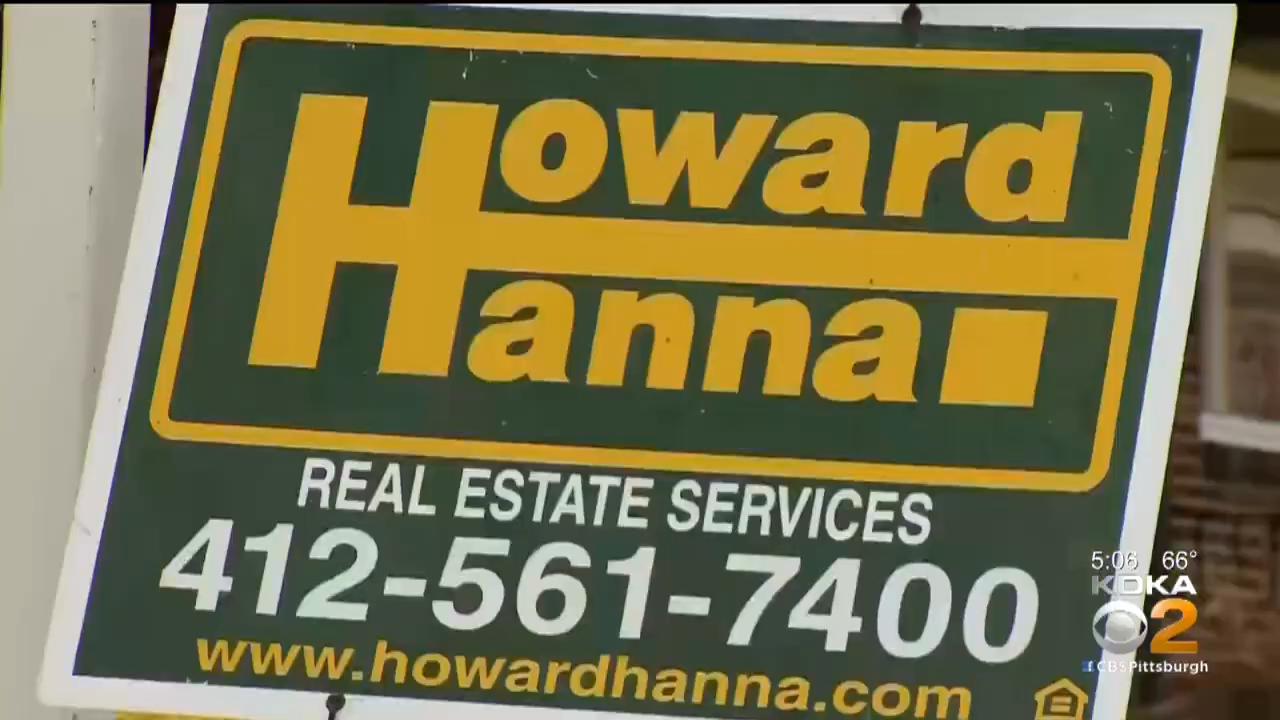 Howard
Hanna
REAL ESTATE SERVICES
412-561-7400
www.howardhanna.com
5:06 66°
KDKA
2
f CBSPittsburgh